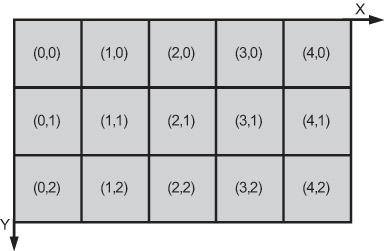 X
(0,0) (1,0) (2,0) (3,0) (4,0)
(0,1) (1,1) (2,1) (3,1) (4,1)
(0,2) (1,2) (2,2) (3,2) (4,2)
Y